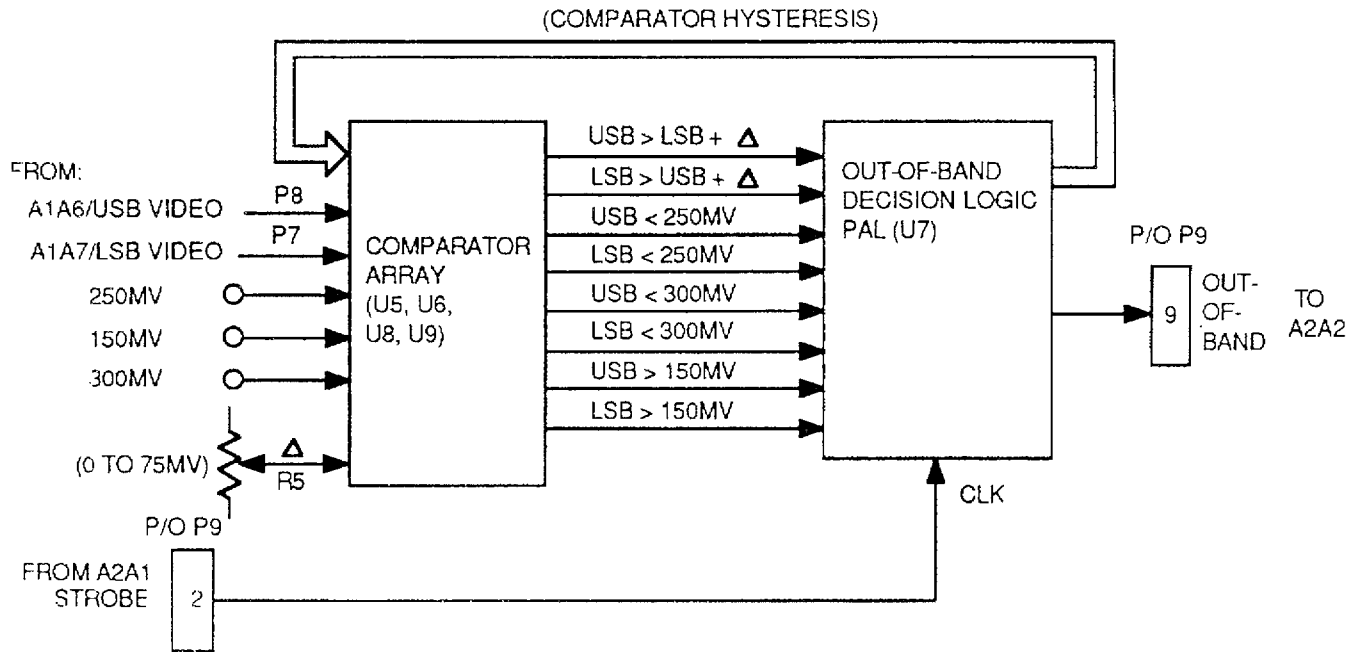 (COMPARATOR HYSTERESIS)
FROM:
A1A6/USB VIDEO
P8
A1A7/LSB VIDEO
P7
250MV
150MV
300MV
(0 TO 75MV)
Δ
R5
COMPARATOR
ARRAY
(U5, U6,
U8, U9)
USB > LSB + Δ
LSB > USB + Δ
USB < 250MV
LSB < 250MV
USB < 300MV
LSB < 300MV
USB > 150MV
LSB > 150MV
OUT-OF-BAND
DECISION LOGIC
PAL (U7)
P/O P9
9
OUT-
OF-
BAND
TO
A2A2
CLK
P/O P9
FROM A2A1
STROBE
2